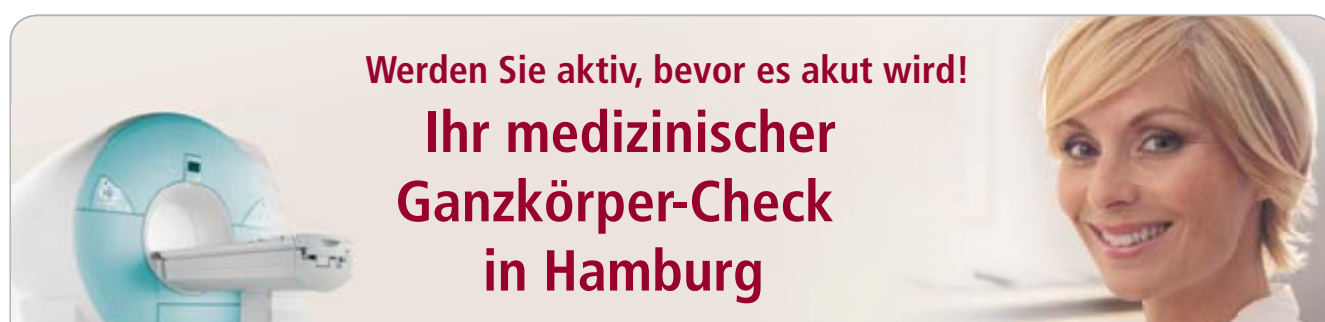 Werden Sie aktiv, bevor es akut wird!
Ihr medizinischer
Ganzkörper-Check
in Hamburg